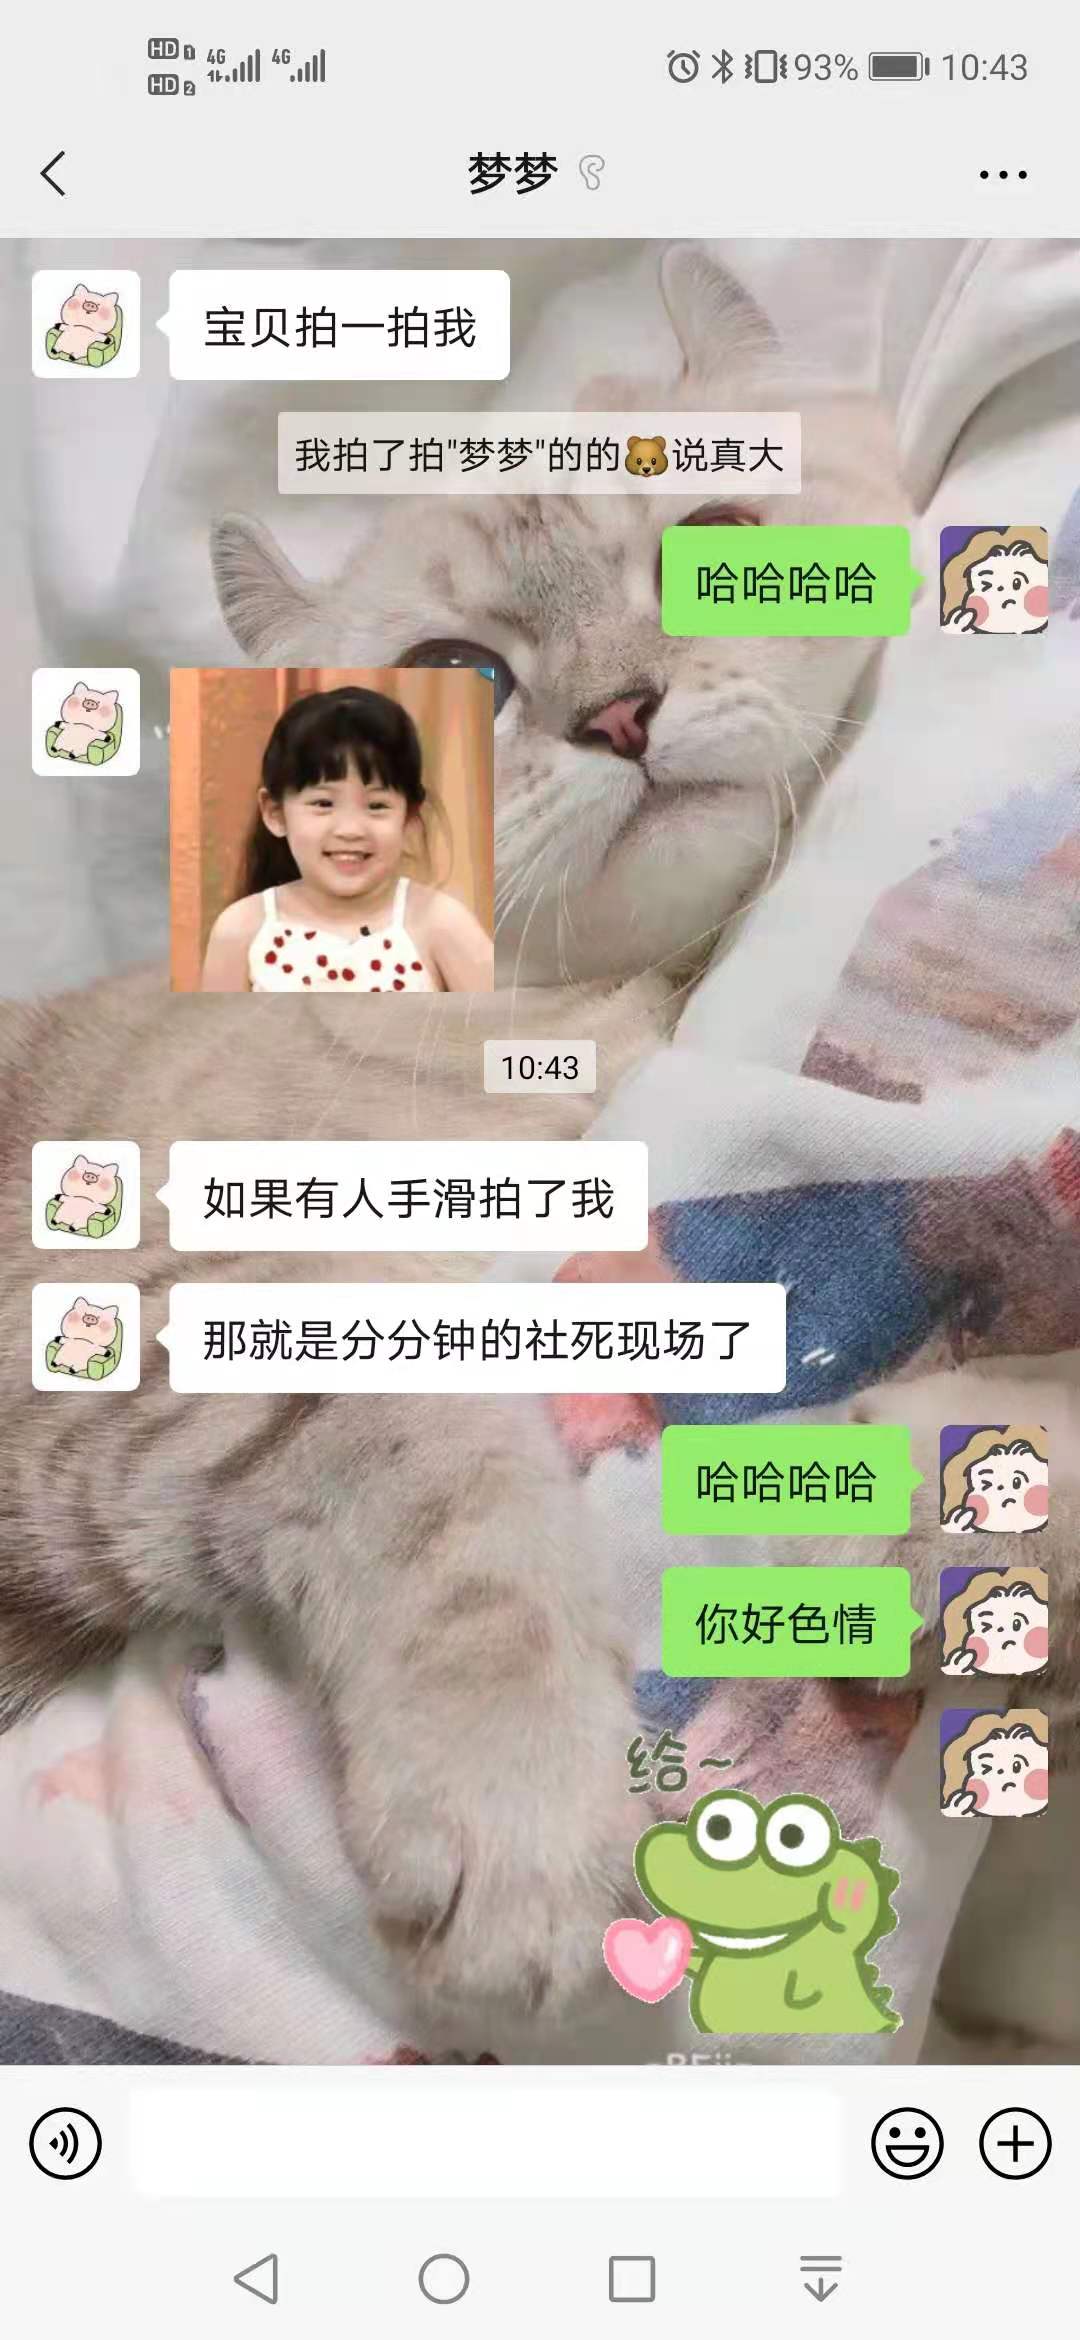 HD 1 4G 4G
HD 2
93% 10:43
梦梦
宝贝拍一拍我
我拍了拍"梦梦"的的🐻说真大
哈哈哈哈
10:43
如果有人手滑拍了我
那就是分分钟的社死现场了
哈哈哈哈
你好色情
给~